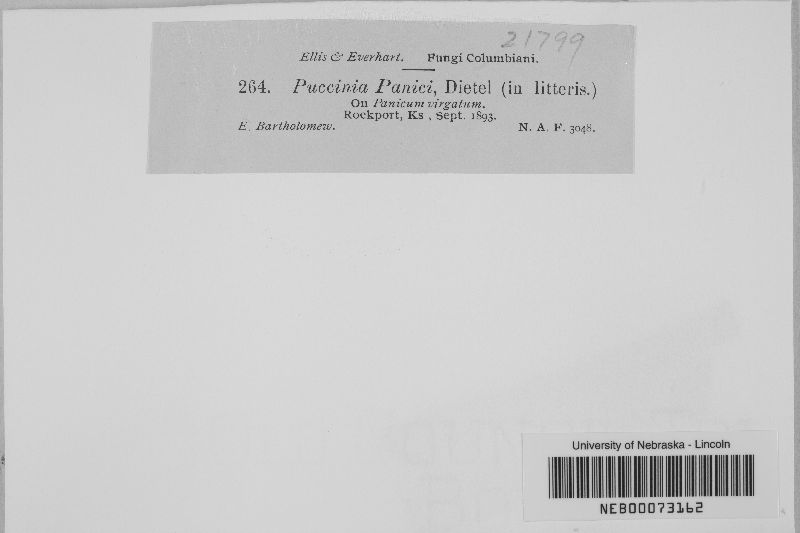 21799
Ellis & Everhart. Fungi Columbiani.
264. Puccinia Panici, Dietel (in litteris.)
On Panicum virgatum.
Rockport, Ks , Sept. 1893.
E. Bartholomew. N. A. F. 3048.
University of Nebraska - Lincoln
NEB00073162